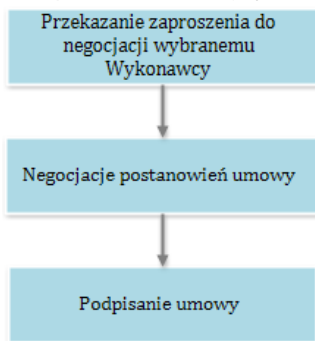 Przekazanie zaproszenia do
negocjacji wybranemu
Wykonawcy
Negocjacje postanowień umowy
Podpisanie umowy